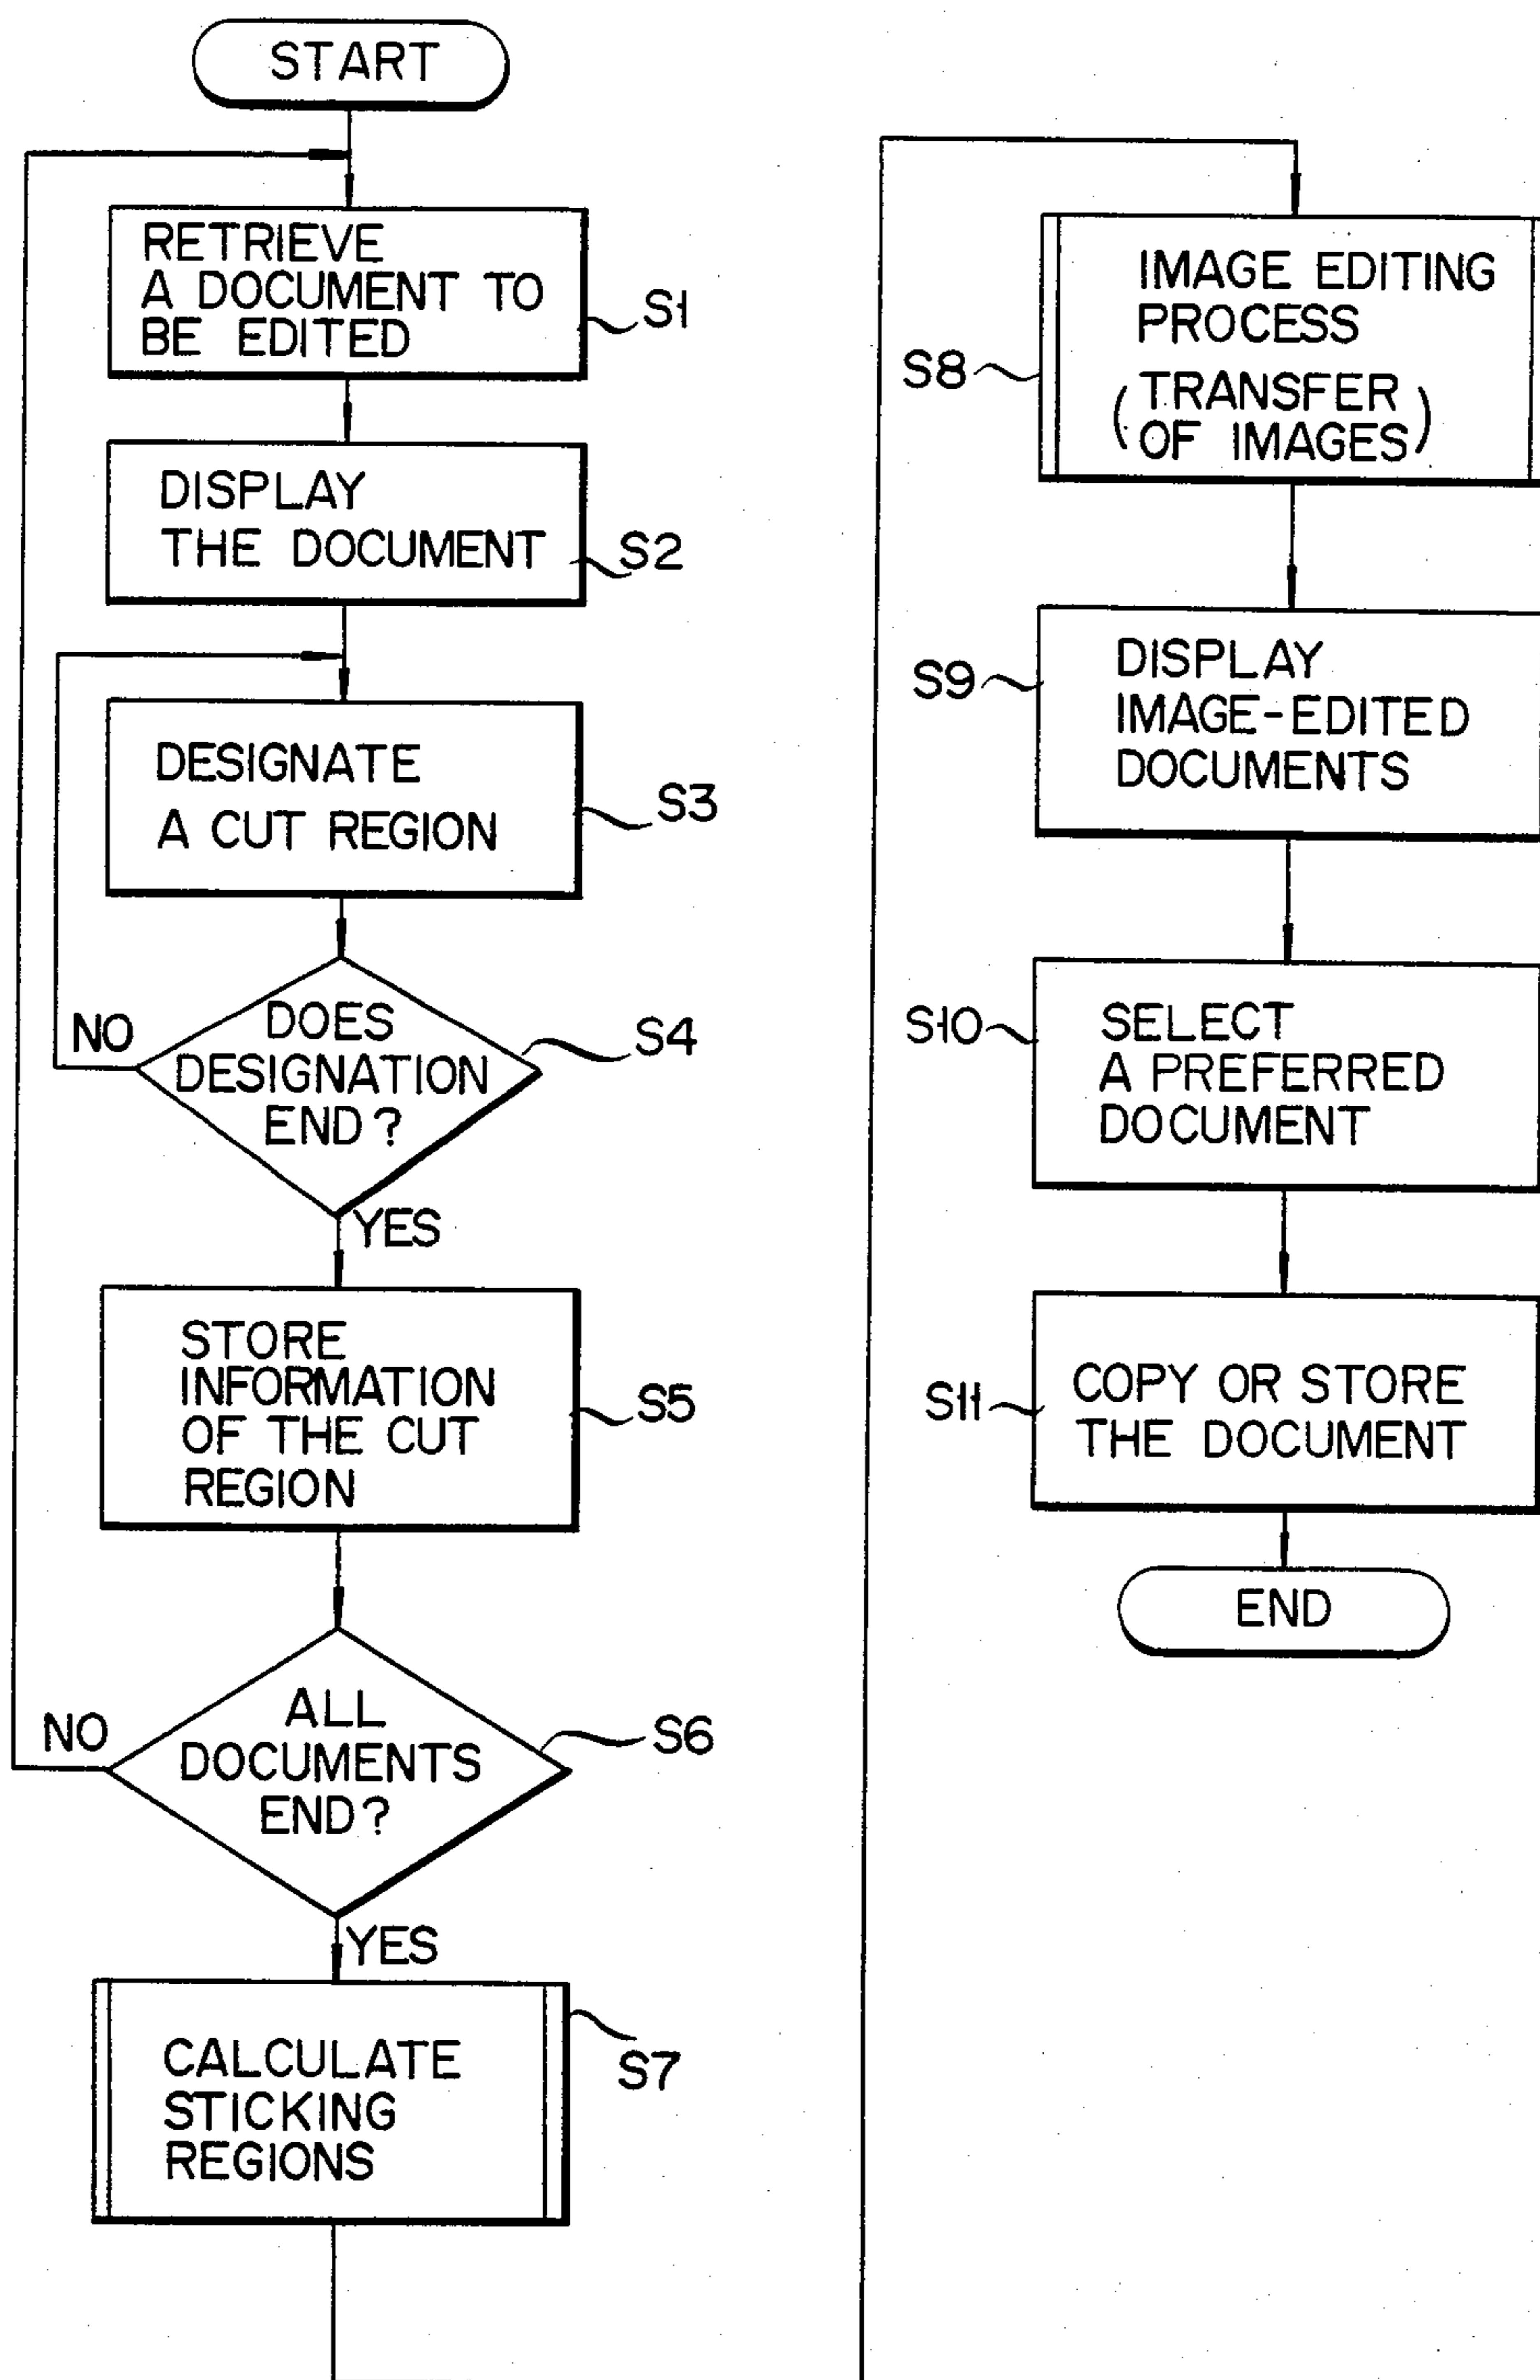 START
RETRIEVE
A DOCUMENT TO
BE EDITED
S1
DISPLAY
THE DOCUMENT
S2
DESIGNATE
A CUT REGION
S3
NO
DOES
DESIGNATION
END?
S4
YES
STORE
INFORMATION
OF THE CUT
REGION
S5
NO
ALL
DOCUMENTS
END?
S6
YES
CALCULATE
STICKING
REGIONS
S7
IMAGE EDITING
PROCESS
(TRANSFER
OF IMAGES)
S8
DISPLAY
IMAGE-EDITED
DOCUMENTS
S9
SELECT
A PREFERRED
DOCUMENT
S10
COPY OR STORE
THE DOCUMENT
S11
END